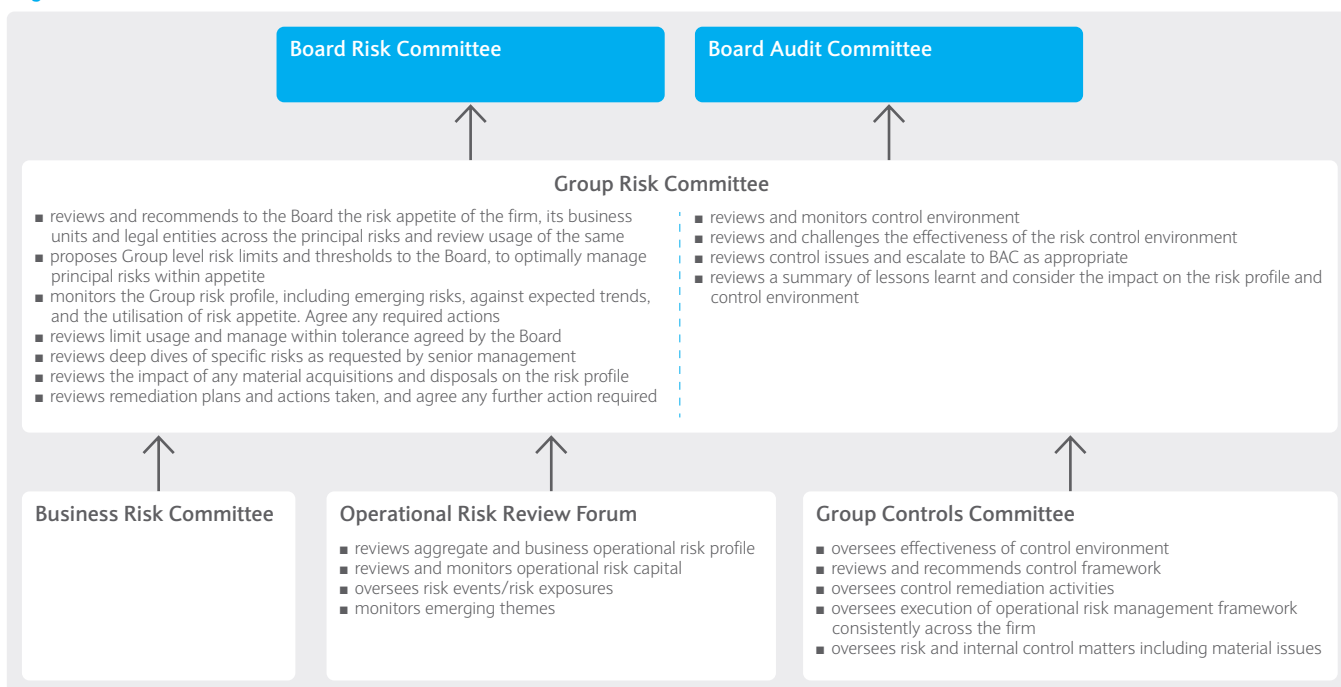 Board Risk Committee
Board Audit Committee
Group Risk Committee
■ reviews and recommends to the Board the risk appetite of the firm, its business
units and legal entities across the principal risks and review usage of the same
■ proposes Group level risk limits and thresholds to the Board, to optimally manage
principal risks within appetite
■ monitors the Group risk profile, including emerging risks, against expected trends,
and the utilisation of risk appetite. Agree any required actions
■ reviews limit usage and manage within tolerance agreed by the Board
■ reviews deep dives of specific risks as requested by senior management
■ reviews the impact of any material acquisitions and disposals on the risk profile
■ reviews remediation plans and actions taken, and agree any further action required
■ reviews and monitors control environment
■ reviews and challenges the effectiveness of the risk control environment
■ reviews control issues and escalate to BAC as appropriate
■ reviews a summary of lessons learnt and consider the impact on the risk profile and
control environment
Business Risk Committee
Operational Risk Review Forum
■ reviews aggregate and business operational risk profile
■ reviews and monitors operational risk capital
■ oversees risk events/risk exposures
■ monitors emerging themes
Group Controls Committee
■ oversees effectiveness of control environment
■ reviews and recommends control framework
■ oversees control remediation activities
■ oversees execution of operational risk management framework
consistently across the firm
■ oversees risk and internal control matters including material issues